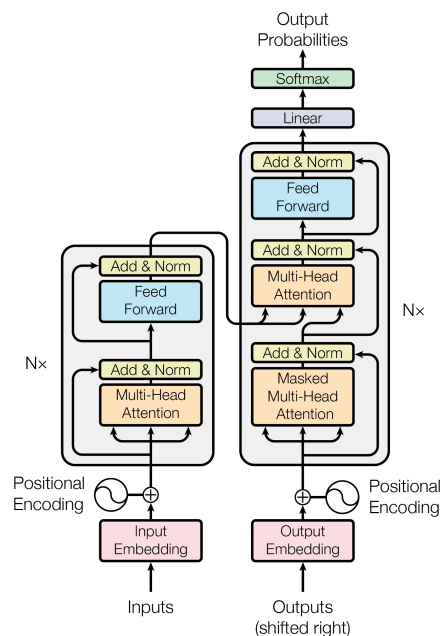 Output
Probabilities
Softmax
Linear
Add & Norm
Feed
Forward
Add & Norm
Multi-Head
Attention
Add & Norm
Masked
Multi-Head
Attention
N×
Add & Norm
Feed
Forward
Add & Norm
Multi-Head
Attention
N×
Positional
Encoding
Positional
Encoding
Input
Embedding
Output
Embedding
Inputs
Outputs
(shifted right)